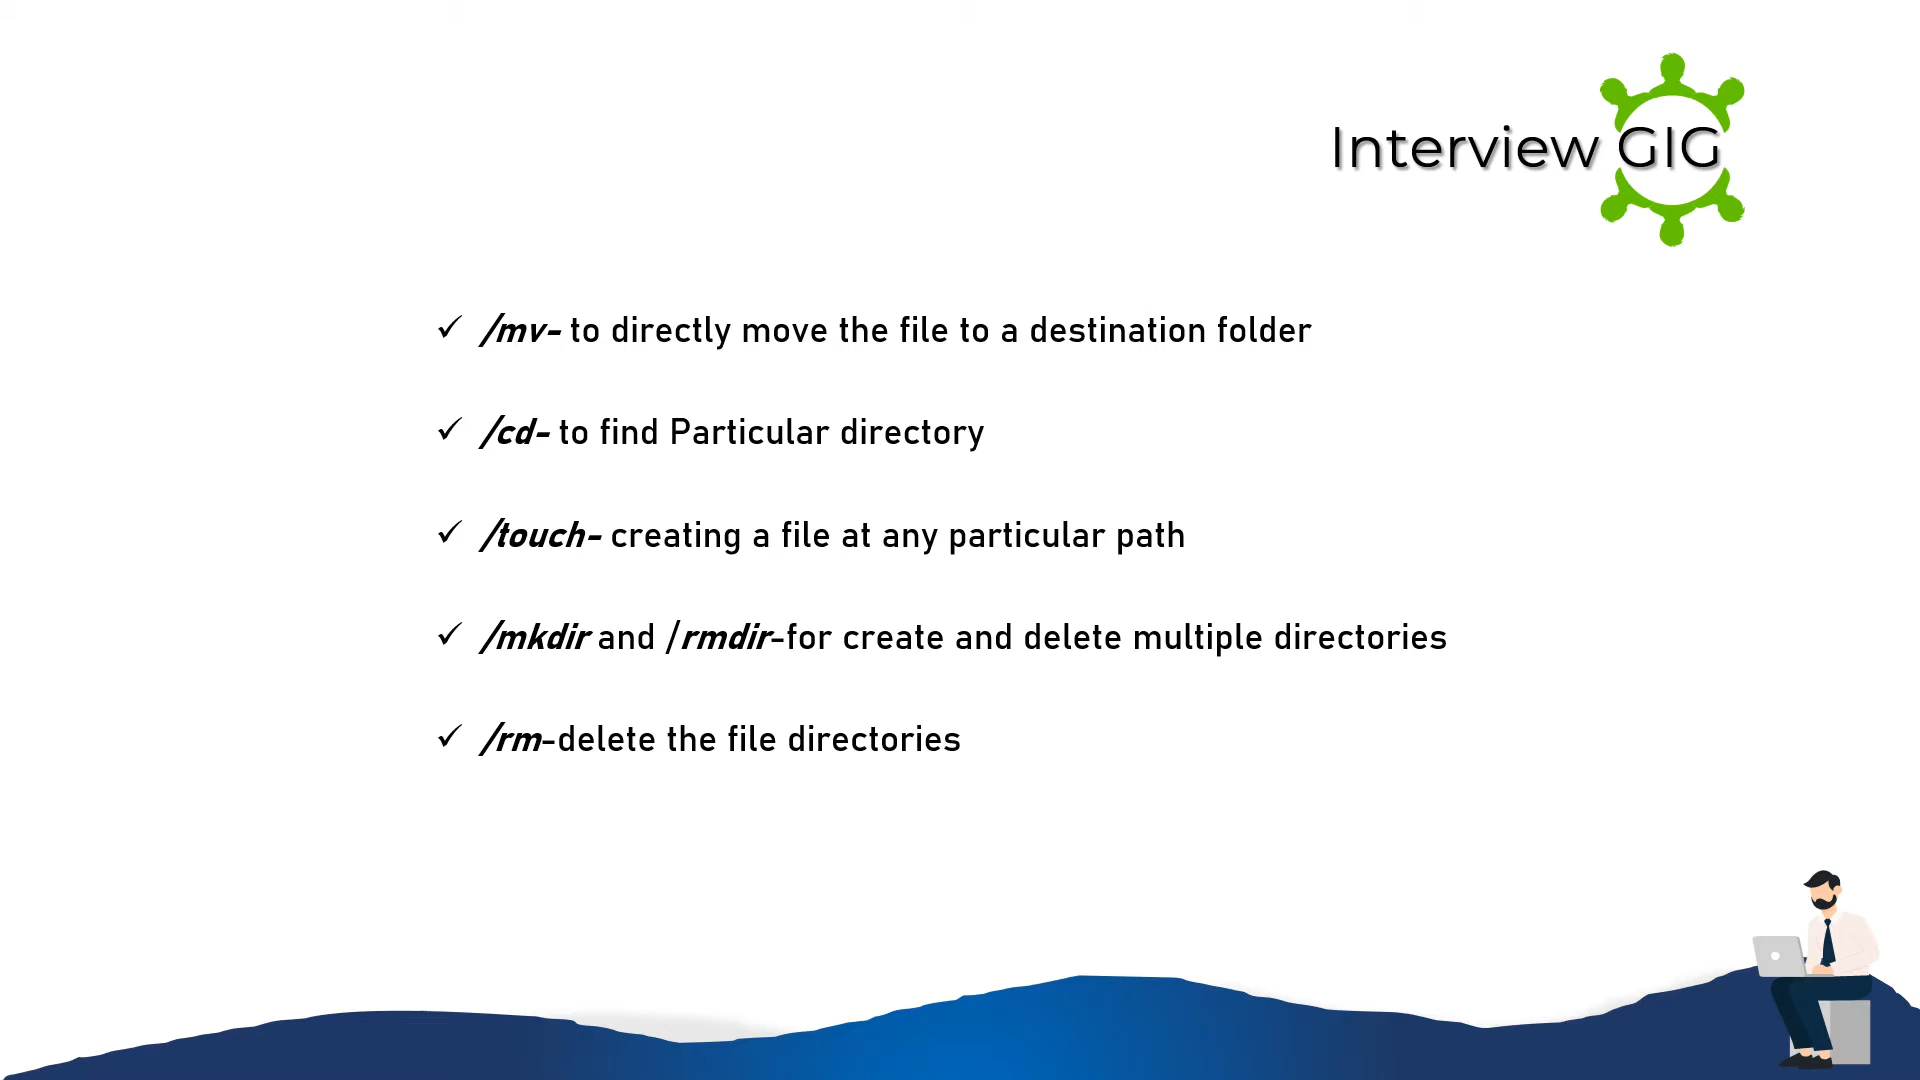 Interview GIG
✓ /mv- to directly move the file to a destination folder
✓ /cd- to find Particular directory
✓ /touch- creating a file at any particular path
✓ /mkdir and /rmdir-for create and delete multiple directories
✓ /rm-delete the file directories